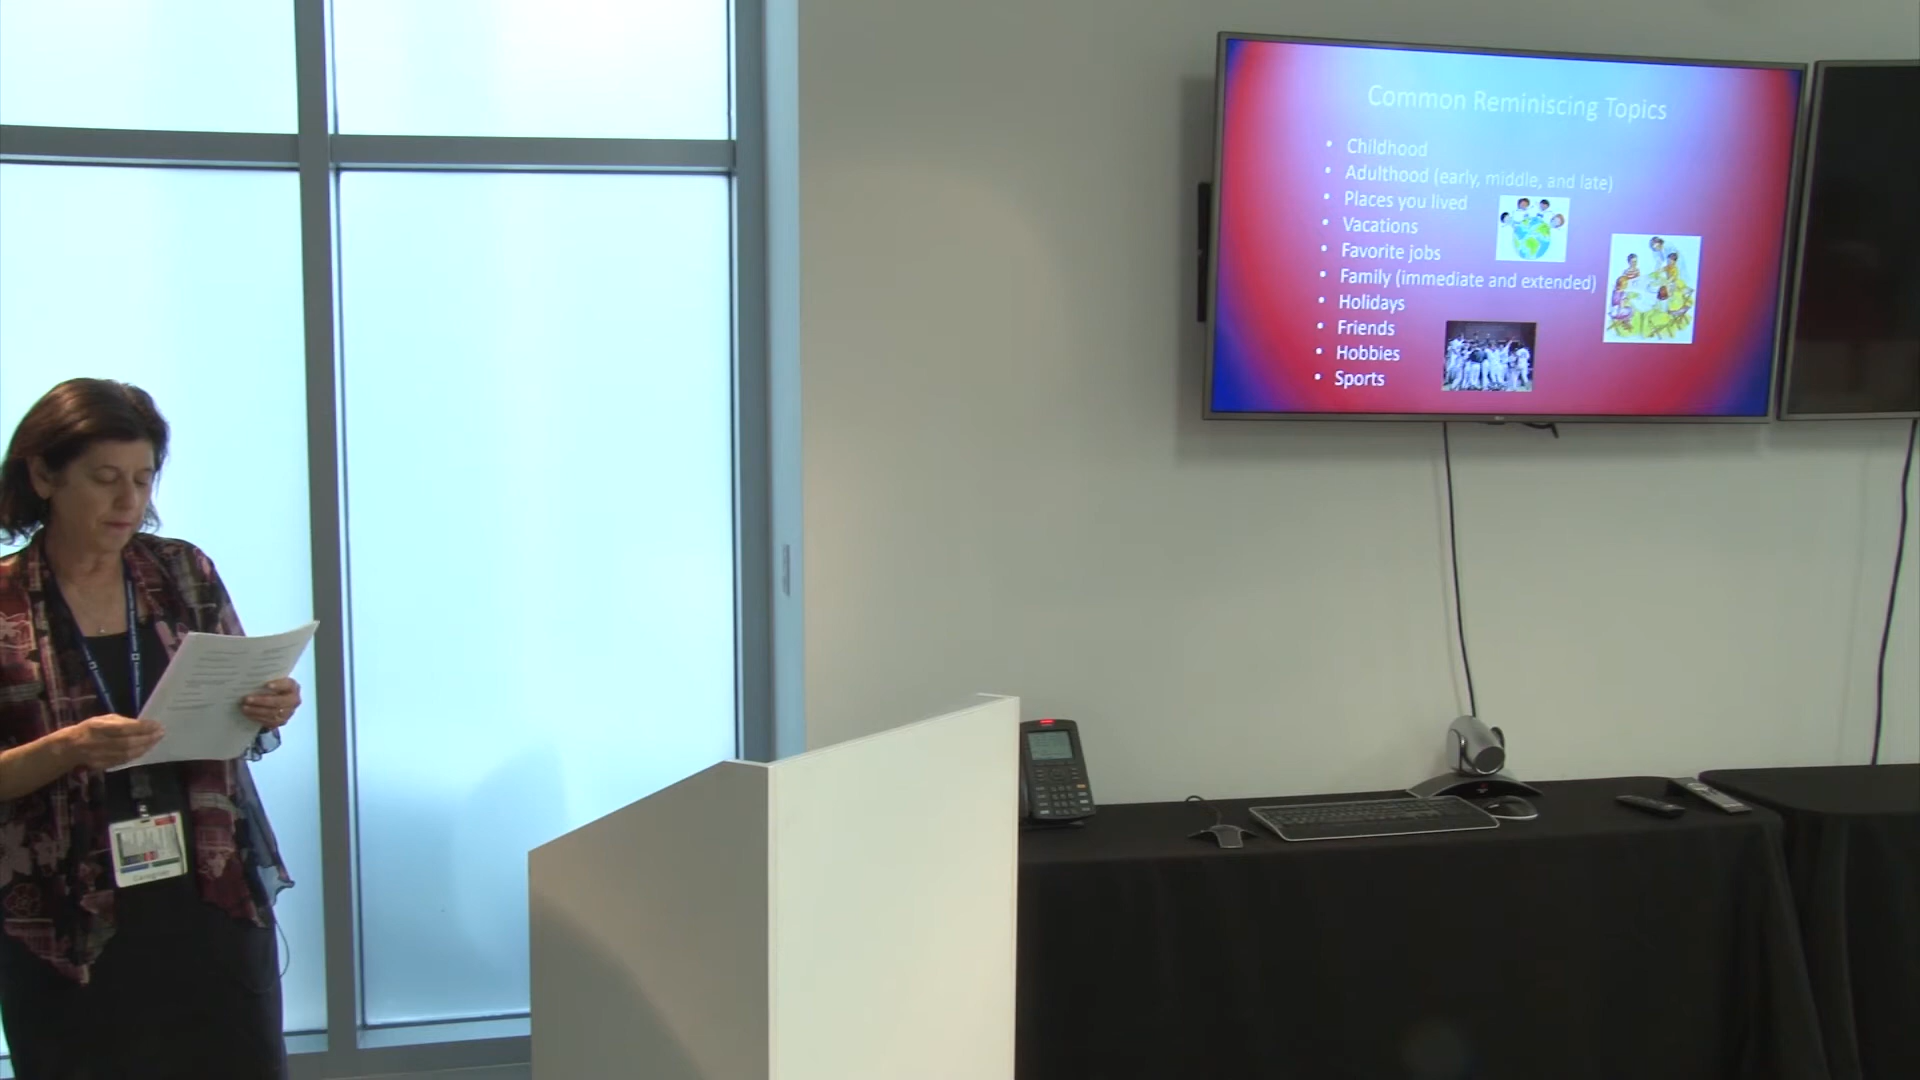 Common Reminiscing Topics
• Childhood
• Adulthood (early, middle, and late)
• Places you lived
• Vacations
• Favorite jobs
• Family (immediate and extended)
• Holidays
• Friends
• Hobbies
• Sports
Caregiver